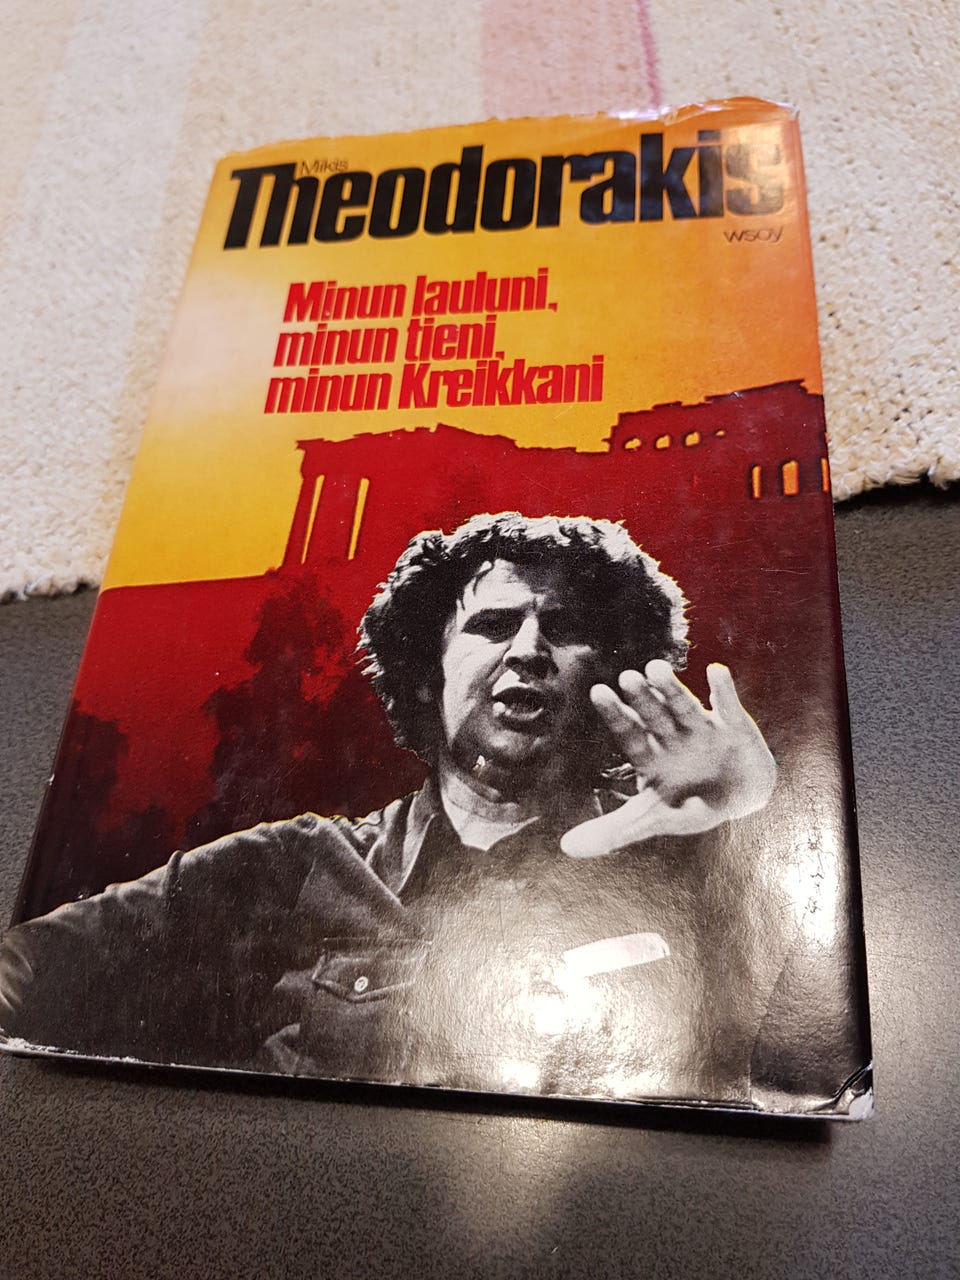 Mikis
Theodorakis
wsoy
Minun lauluni,
minun tieni,
minun Kreikkani